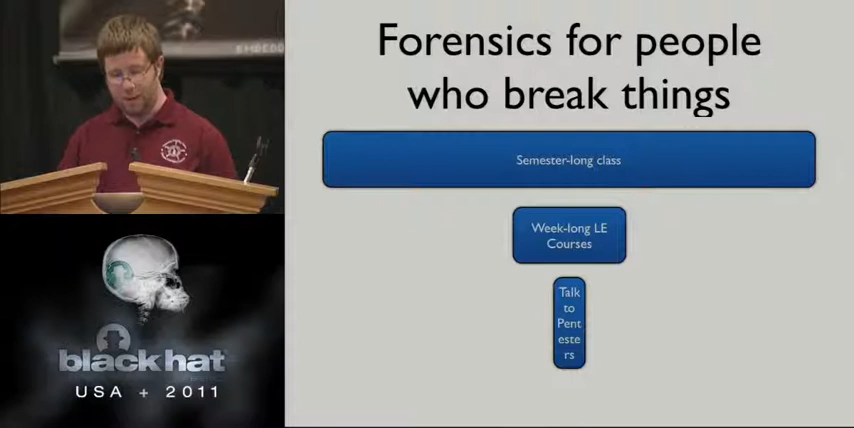 Forensics for people
who break things
Semester-long class
Week-long LE
Courses
Talk
to
Pent
este
rs
black hat
USA + 2011